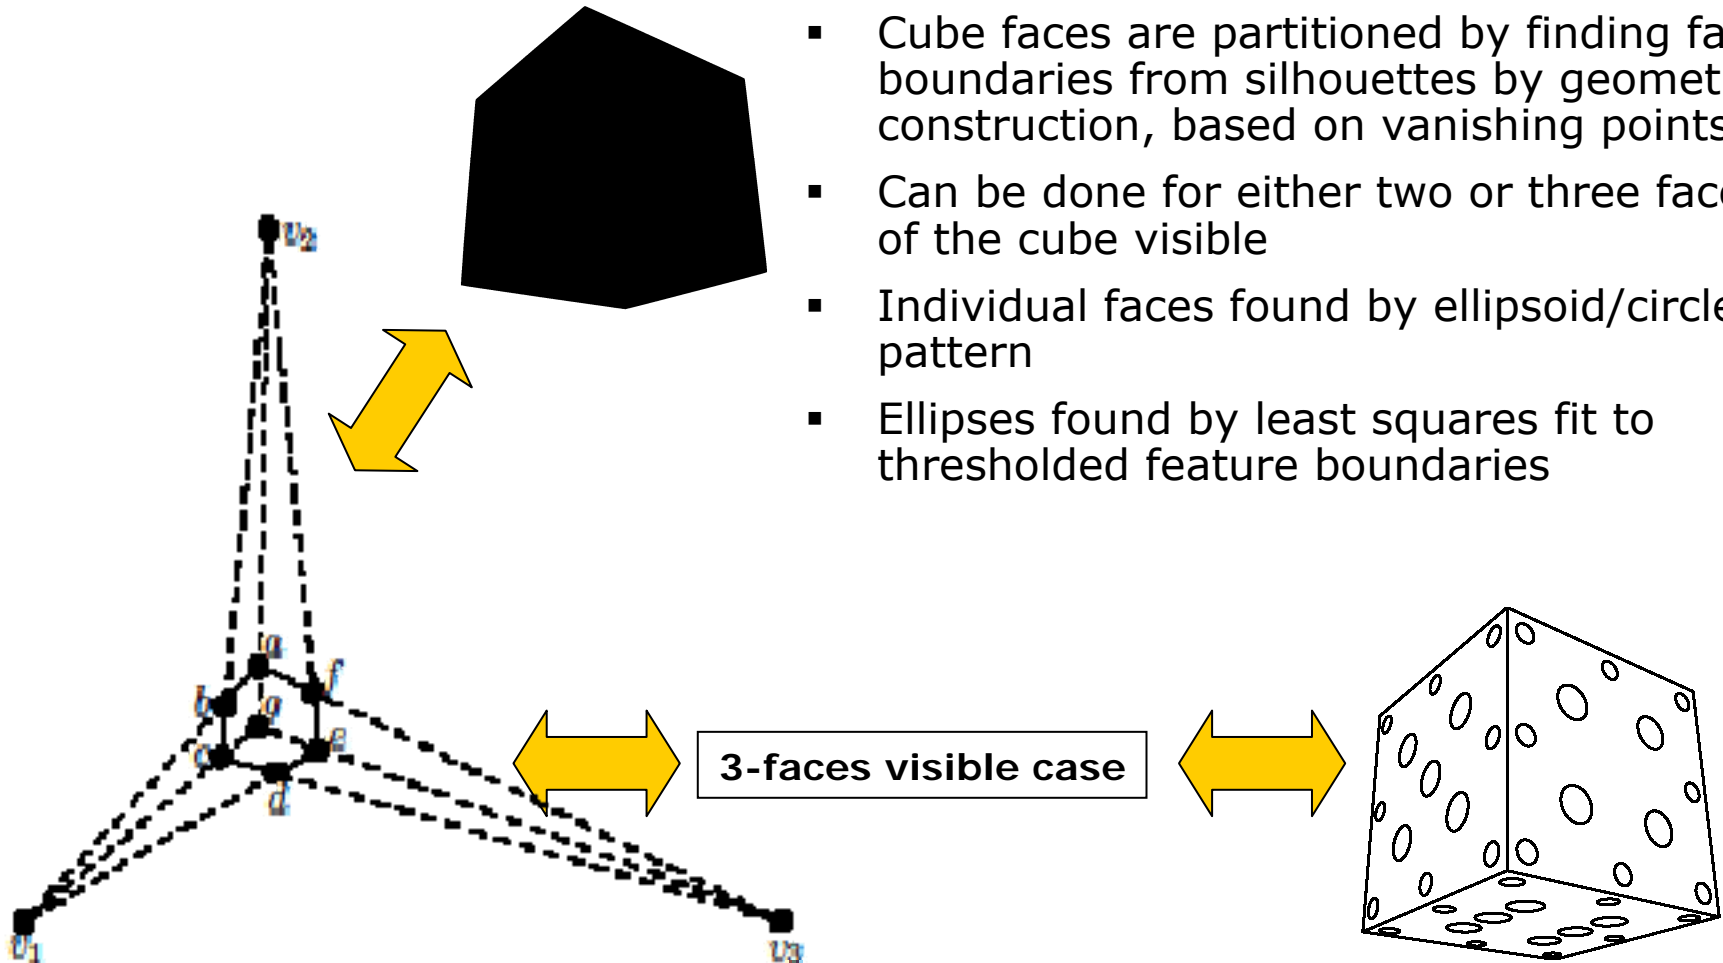 ▪ Cube faces are partitioned by finding fa
boundaries from silhouettes by geomet
construction, based on vanishing points
▪ Can be done for either two or three fac
of the cube visible
▪ Individual faces found by ellipsoid/circl
pattern
▪ Ellipses found by least squares fit to
thresholded feature boundaries
v2
a
f
b
g
c
e
d
3-faces visible case
v1
v3